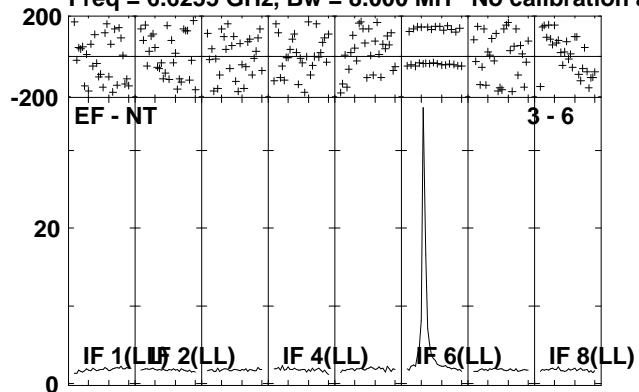 Freq = 6.6255 GHz, Bw = 8.000 MH No calibration a
200
-200
EF - NT 3 - 6
20
IF 1(LL) IF 2(LL) IF 4(LL) IF 6(LL) IF 8(LL)
0